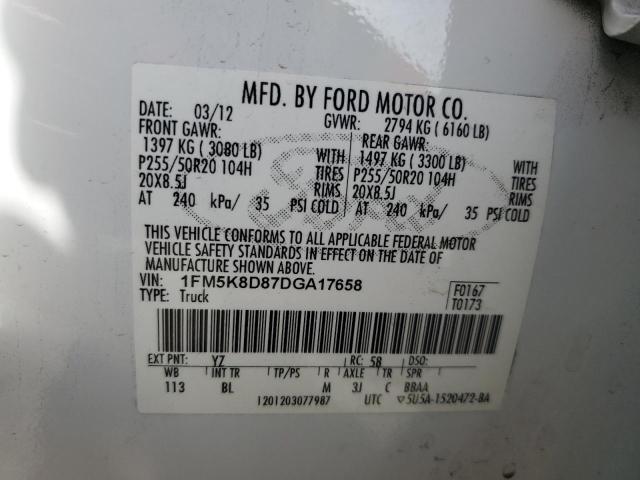 MFD. BY FORD MOTOR CO.
DATE: 03/12 GVWR: 2794 KG ( 6160 LB)
FRONT GAWR: REAR GAWR:
1397 KG ( 3080 LB) WITH 1497 KG ( 3300 LB) WITH
P255/50R20 104H TIRES P255/50R20 104H TIRES
20X8.5J RIMS 20X8.5J RIMS
AT 240 kPa/ 35 PSI COLD AT 240 kPa/ 35 PSI COLD
THIS VEHICLE CONFORMS TO ALL APPLICABLE FEDERAL MOTOR
VEHICLE SAFETY STANDARDS IN EFFECT ON THE DATE OF
MANUFACTURE SHOWN ABOVE.
VIN: 1FM5K8D87DGA17658 F0167
TYPE: Truck T0173
EXT PNT: YZ RC: 58 DSO:
WB INT TR TP/PS R AXLE TR SPR
113 BL M 3J C BBAA
1201203077987 UTC 5U5A-1520472-BA